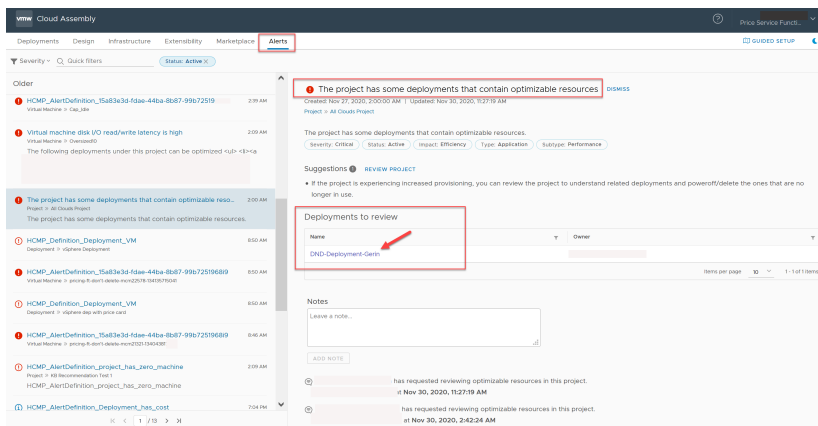 vmw Cloud Assembly
Price Service Functi...
Deployments Design Infrastructure Extensibility Marketplace Alerts
GUIDED SETUP
Severity Quick filters Status: Active ×
Older
HCMP_AlertDefinition_15a83e3d-fdae-44ba-8b87-99b72519 2:39 AM
Virtual Machine > Cap_Idle
Virtual machine disk I/O read/write latency is high 2:09 AM
Virtual Machine > OversizedIO
The following deployments under this project can be optimized <ul> <li><a
The project has some deployments that contain optimizable reso... 2:00 AM
Project > All Clouds Project
The project has some deployments that contain optimizable resources.
HCMP_Definition_Deployment_VM 8:50 AM
Deployment > vSphere Deployment
HCMP_AlertDefinition_15a83e3d-fdae-44ba-8b87-99b7251968i9 8:50 AM
HCMP_Definition_Deployment_VM 8:50 AM
Deployment > vSphere dep with price card
HCMP_AlertDefinition_15a83e3d-fdae-44ba-8b87-99b7251968i9 8:46 AM
HCMP_AlertDefinition_project_has_zero_machine 2:09 AM
Project > KB Recommendation Test 1
HCMP_AlertDefinition_project_has_zero_machine
HCMP_AlertDefinition_Deployment_has_cost 7:04 PM
1 / 13
The project has some deployments that contain optimizable resources DISMISS
Created: Nov 27, 2020, 2:00:00 AM | Updated: Nov 30, 2020, 11:27:19 AM
Project > All Clouds Project
The project has some deployments that contain optimizable resources.
Severity: Critical Status: Active Impact: Efficiency Type: Application Subtype: Performance
Suggestions REVIEW PROJECT
• If the project is experiencing increased provisioning, you can review the project to understand related deployments and poweroff/delete the ones that are no
longer in use.
Deployments to review
Name Owner
DND-Deployment-Gerin
Items per page 10 1 - 1 of 1 items
Notes
Leave a note...
ADD NOTE
has requested reviewing optimizable resources in this project.
at Nov 30, 2020, 11:27:19 AM
has requested reviewing optimizable resources in this project.
at Nov 30, 2020, 2:42:24 AM